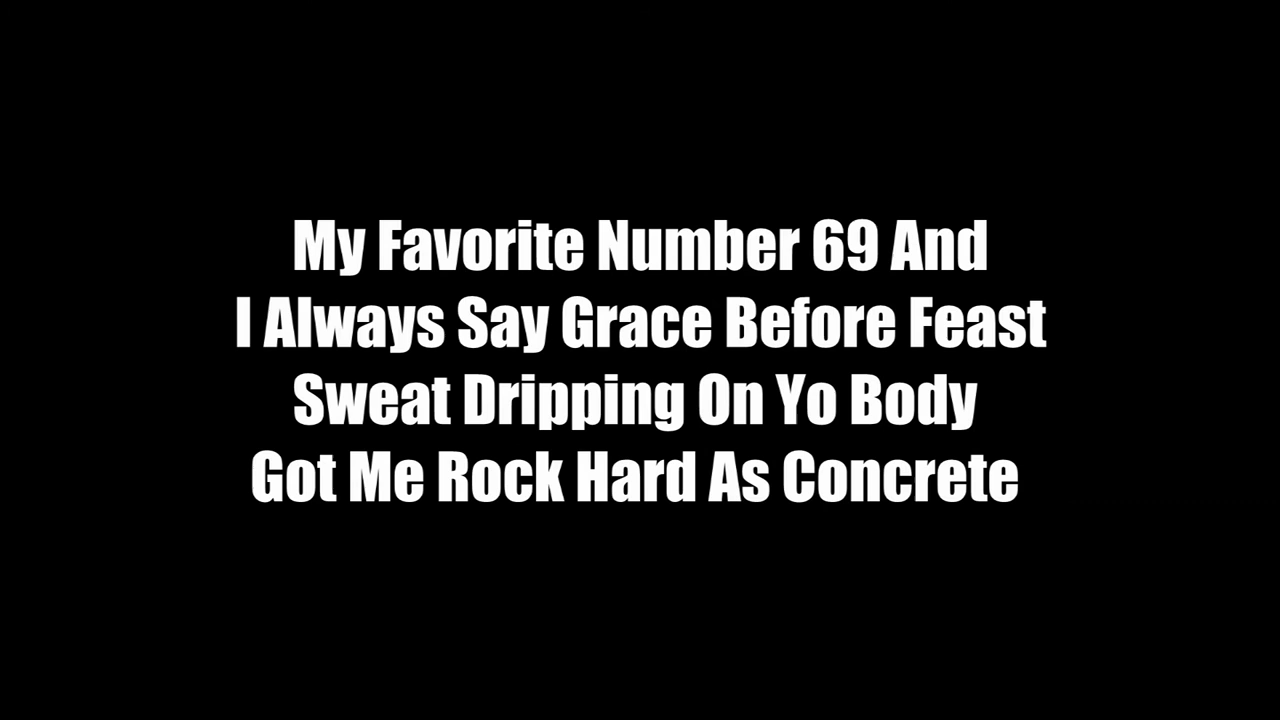 My Favorite Number 69 And
I Always Say Grace Before Feast
Sweat Dripping On Yo Body
Got Me Rock Hard As Concrete